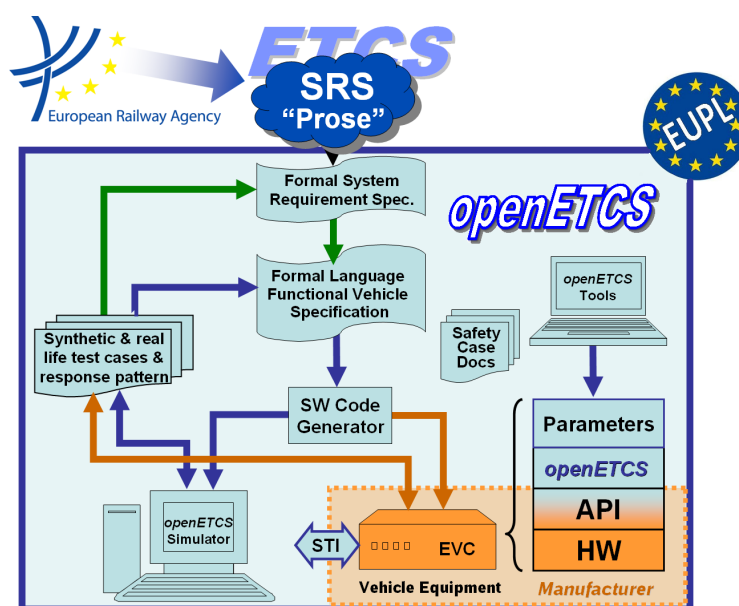 ETCS
SRS
“Prose”
European Railway Agency
EUPL
Formal System
Requirement Spec.
openETCS
Formal Language
Functional Vehicle
Specification
openETCS
Tools
Synthetic & real
life test cases &
response pattern
Safety
Case
Docs
SW Code
Generator
Parameters
openETCS
API
HW
openETCS
Simulator
STI
EVC
Vehicle Equipment
Manufacturer